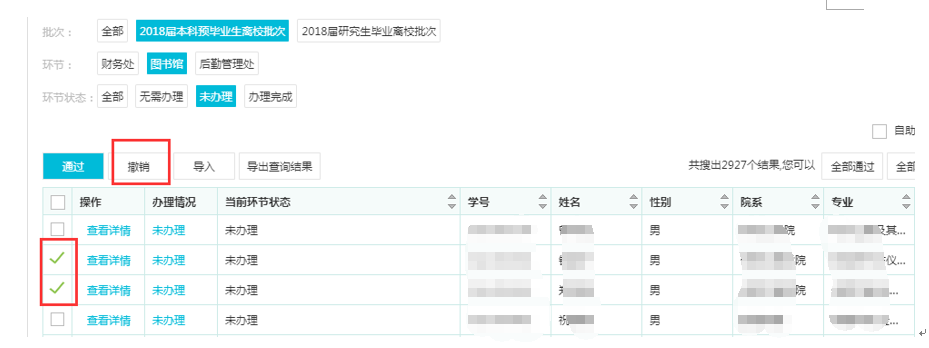 批次： 全部 2018届本科预毕业生离校批次 2018届研究生毕业离校批次
环节： 财务处 图书馆 后勤管理处
环节状态： 全部 无需办理 未办理 办理完成
自助
通过 撤销 导入 导出查询结果 共搜出2927个结果,您可以 全部通过 全部
操作 办理情况 当前环节状态 学号 姓名 性别 院系 专业
查看详情 未办理 未办理 男 院 及其...
查看详情 未办理 未办理 男 院 仪...
查看详情 未办理 未办理 男 院 ...
查看详情 未办理 未办理 祝 男 ...